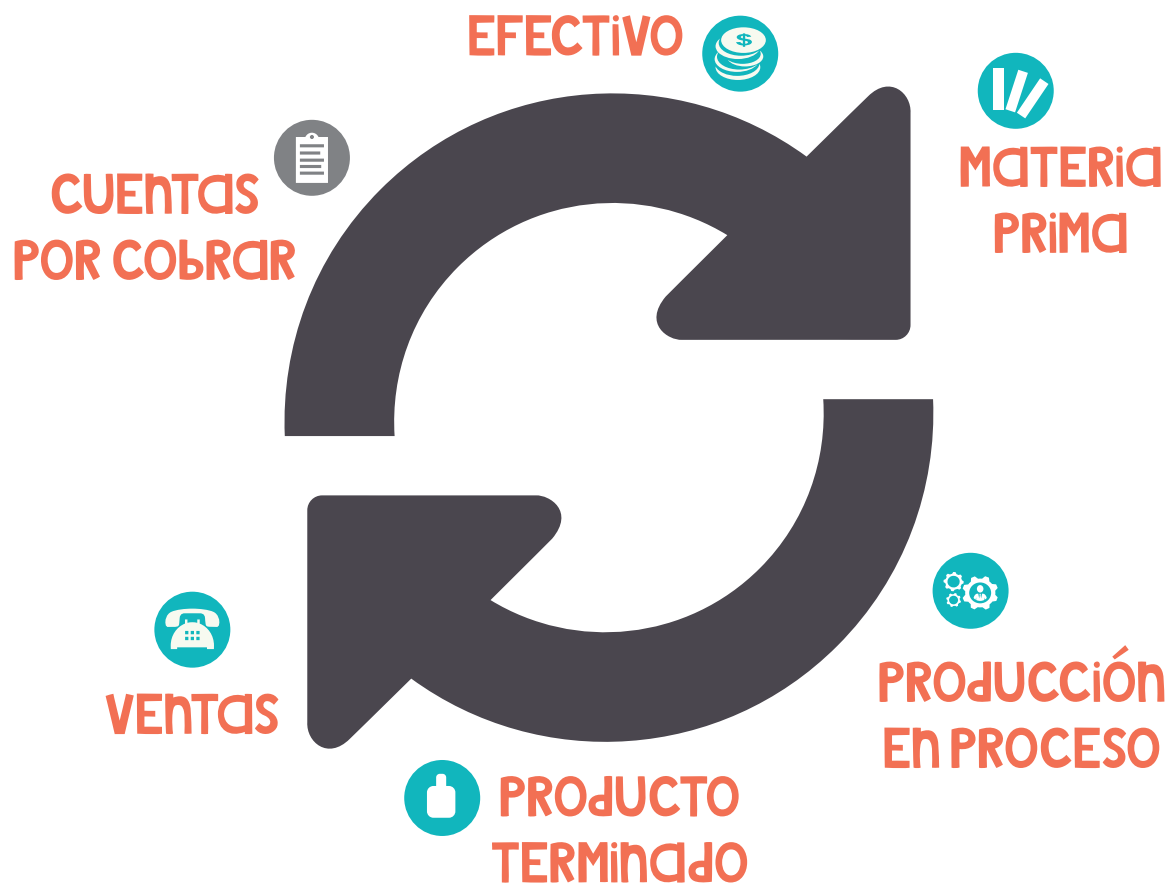 EFECTIVO
$
MATERIA
PRIMA
CUENTAS
POR COBRAR
PRODUCCIÓN
EN PROCESO
VENTAS
PRODUCTO
TERMINADO